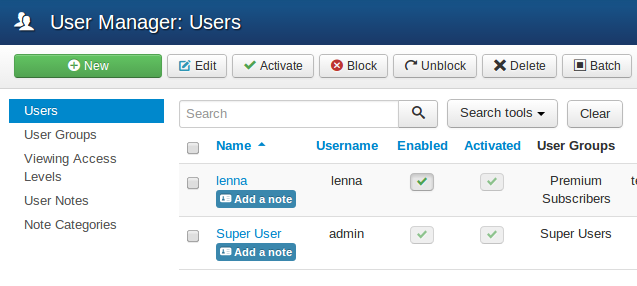 User Manager: Users
New Edit Activate Block Unblock Delete Batch
Users
User Groups
Viewing Access
Levels
User Notes
Note Categories
Search Search tools Clear
Name Username Enabled Activated User Groups
lenna lenna Premium
Subscribers
Add a note
Super User admin Super Users
Add a note